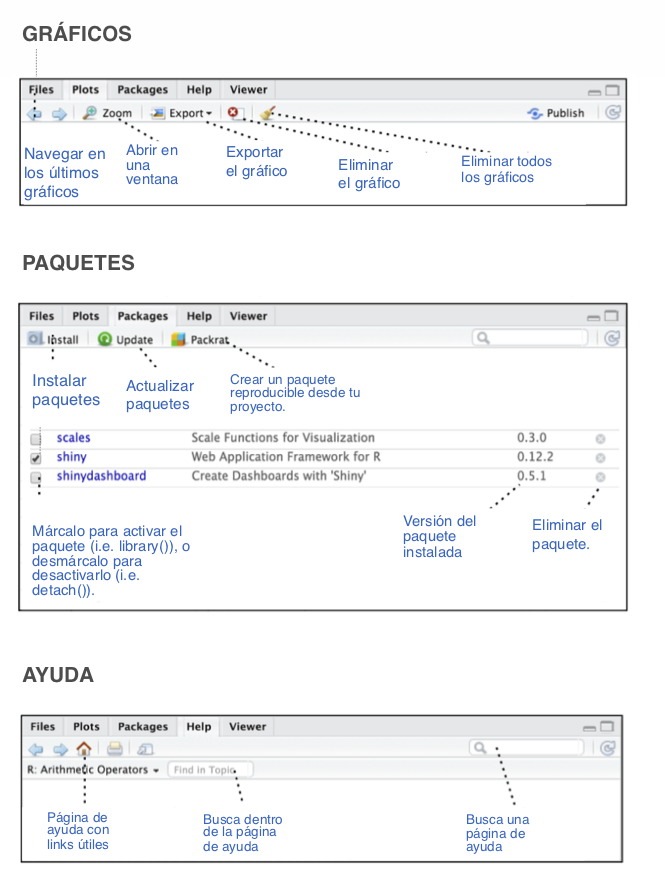 GRÁFICOS
Files Plots Packages Help Viewer
Zoom Export Publish
Navegar en
los últimos
gráficos
Abrir en
una
ventana
Exportar
el gráfico
Eliminar
el gráfico
Eliminar todos
los gráficos
PAQUETES
Files Plots Packages Help Viewer
Install Update Packrat
Instalar
paquetes
Actualizar
paquetes
Crear un paquete
reproducible desde tu
proyecto.
scales Scale Functions for Visualization 0.3.0
shiny Web Application Framework for R 0.12.2
shinydashboard Create Dashboards with 'Shiny' 0.5.1
Márcalo para activar el
paquete (i.e. library()), o
desmárcalo para
desactivarlo (i.e.
detach()).
Versión del
paquete
instalada
Eliminar el
paquete.
AYUDA
Files Plots Packages Help Viewer
R: Arithmetic Operators Find in Topic
Página de
ayuda con
links útiles
Busca dentro
de la página
de ayuda
Busca una
página de
ayuda